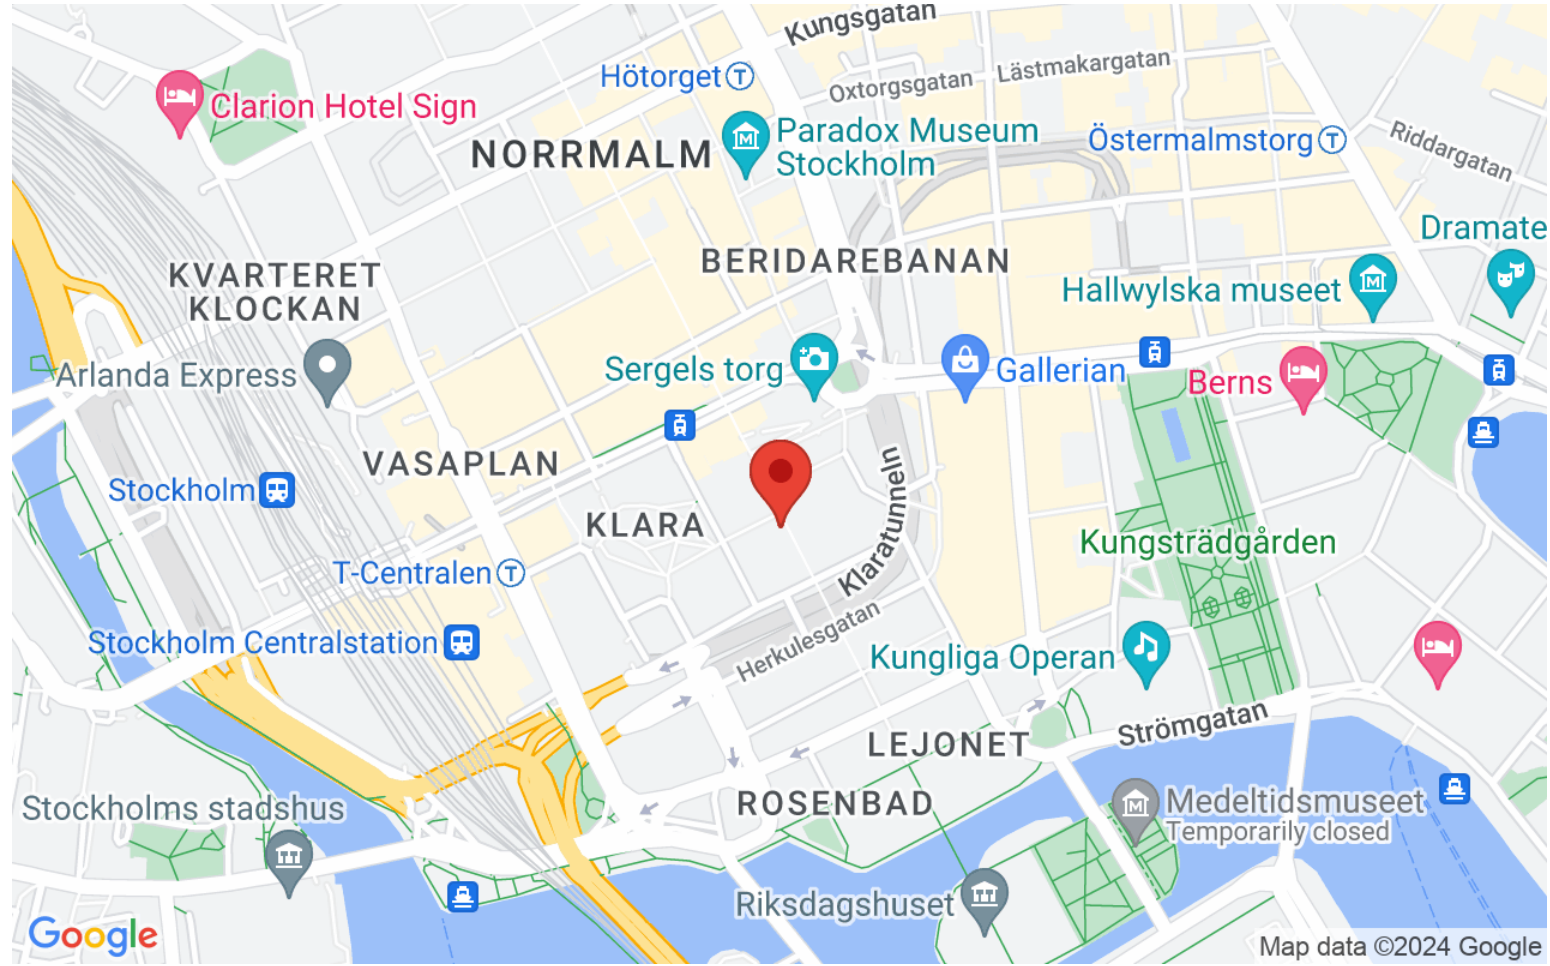 Kungsgatan
Hötorget
Oxtorgsgatan
Lästmakargatan
Clarion Hotel Sign
Paradox Museum
Stockholm
Östermalmstorg
Riddargatan
NORRMALM
Dramate
BERIDAREBANAN
KVARTERET
KLOCKAN
Hallwylska museet
Arlanda Express
Sergels torg
Gallerian
Berns
VASAPLAN
Stockholm
KLARA
Klaratunneln
Kungsträdgården
T-Centralen
Stockholm Centralstation
Herkulesgatan
Kungliga Operan
Strömgatan
LEJONET
Stockholms stadshus
ROSENBAD
Medeltidsmuseet
Temporarily closed
Riksdagshuset
Google
Map data ©2024 Google